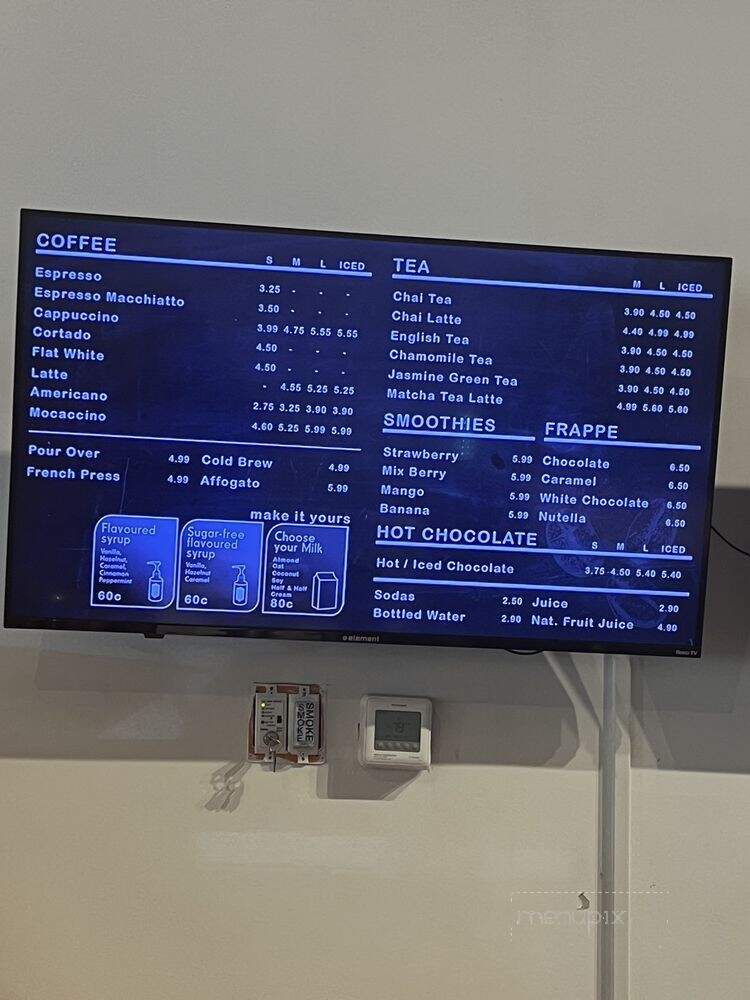 COFFEE
S M L ICED
Espresso 3.25 - - -
Espresso Macchiatto 3.50 - - -
Cappuccino 3.99 4.75 5.55 5.55
Cortado 4.50 - - -
Flat White 4.50 - - -
Latte - 4.55 5.25 5.25
Americano 2.75 3.25 3.90 3.90
Mocaccino 4.60 5.25 5.99 5.99
Pour Over 4.99 Cold Brew 4.99
French Press 4.99 Affogato 5.99
make it yours
Flavoured
syrup
Vanilla,
Hazelnut,
Caramel,
Cinnamon
Peppermint
60c
Sugar-free
flavoured
syrup
Vanilla,
Hazelnut
Caramel
60c
Choose
your Milk
Almond
Oat
Coconut
Soy
Half & Half
Cream
80c
TEA
M L ICED
Chai Tea 3.90 4.50 4.50
Chai Latte 4.40 4.99 4.99
English Tea 3.90 4.50 4.50
Chamomile Tea 3.90 4.50 4.50
Jasmine Green Tea 3.90 4.50 4.50
Matcha Tea Latte 4.99 5.60 5.60
SMOOTHIES
Strawberry 5.99
Mix Berry 5.99
Mango 5.99
Banana 5.99
FRAPPE
Chocolate 6.50
Caramel 6.50
White Chocolate 6.50
Nutella 6.50
HOT CHOCOLATE
S M L ICED
Hot / Iced Chocolate 3.75 4.50 5.40 5.40
Sodas 2.50 Juice 2.90
Bottled Water 2.90 Nat. Fruit Juice 4.90
element
Roku TV
SMOKE
SMOKE
menupix